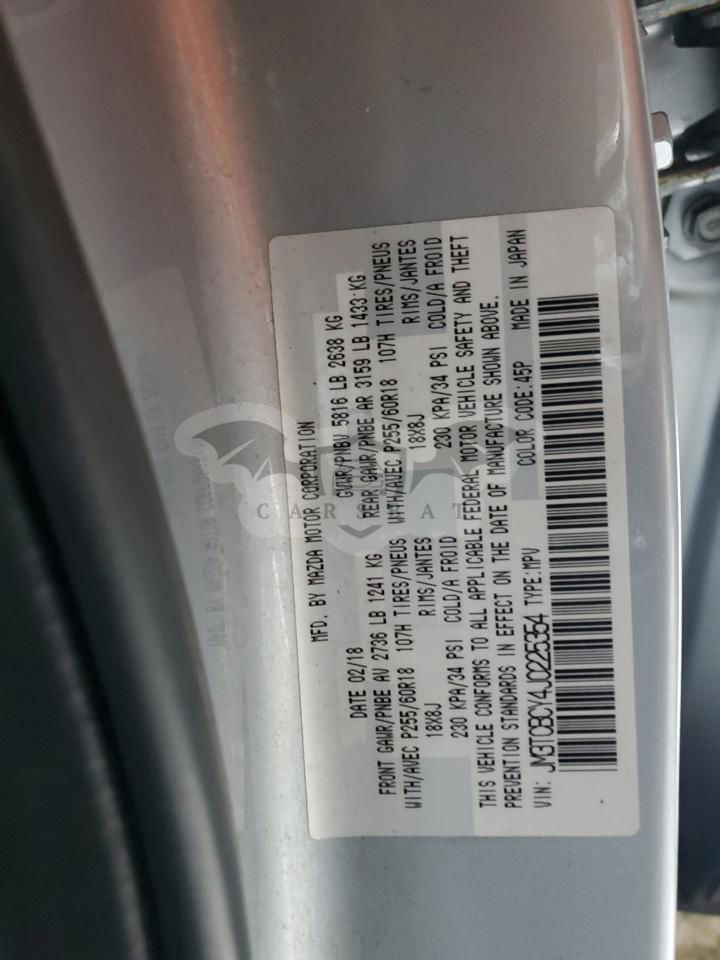 MFD. BY MAZDA MOTOR CORPORATION
DATE 02/18 GVWR/PNBV 5816 LB 2638 KG
FRONT GAWR/PNBE AV 2736 LB 1241 KG REAR GAWR/PNBE AR 3159 LB 1433 KG
WITH/AVEC P255/60R18 107H TIRES/PNEUS WITH/AVEC P255/60R18 107H TIRES/PNEUS
18X8J RIMS/JANTES 18X8J RIMS/JANTES
230 KPA/34 PSI COLD/A FROID 230 KPA/34 PSI COLD/A FROID
THIS VEHICLE CONFORMS TO ALL APPLICABLE FEDERAL MOTOR VEHICLE SAFETY AND THEFT
PREVENTION STANDARDS IN EFFECT ON THE DATE OF MANUFACTURE SHOWN ABOVE.
VIN: JM3TCBCY4J0225354 TYPE:MPV COLOR CODE:45P MADE IN JAPAN